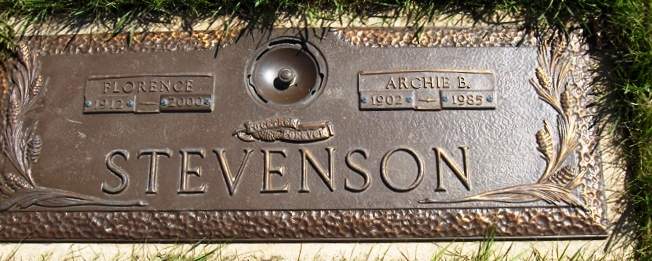 FLORENCE
1912 — 2000
ARCHIE B.
1902 — 1985
TOGETHER
FOREVER
STEVENSON